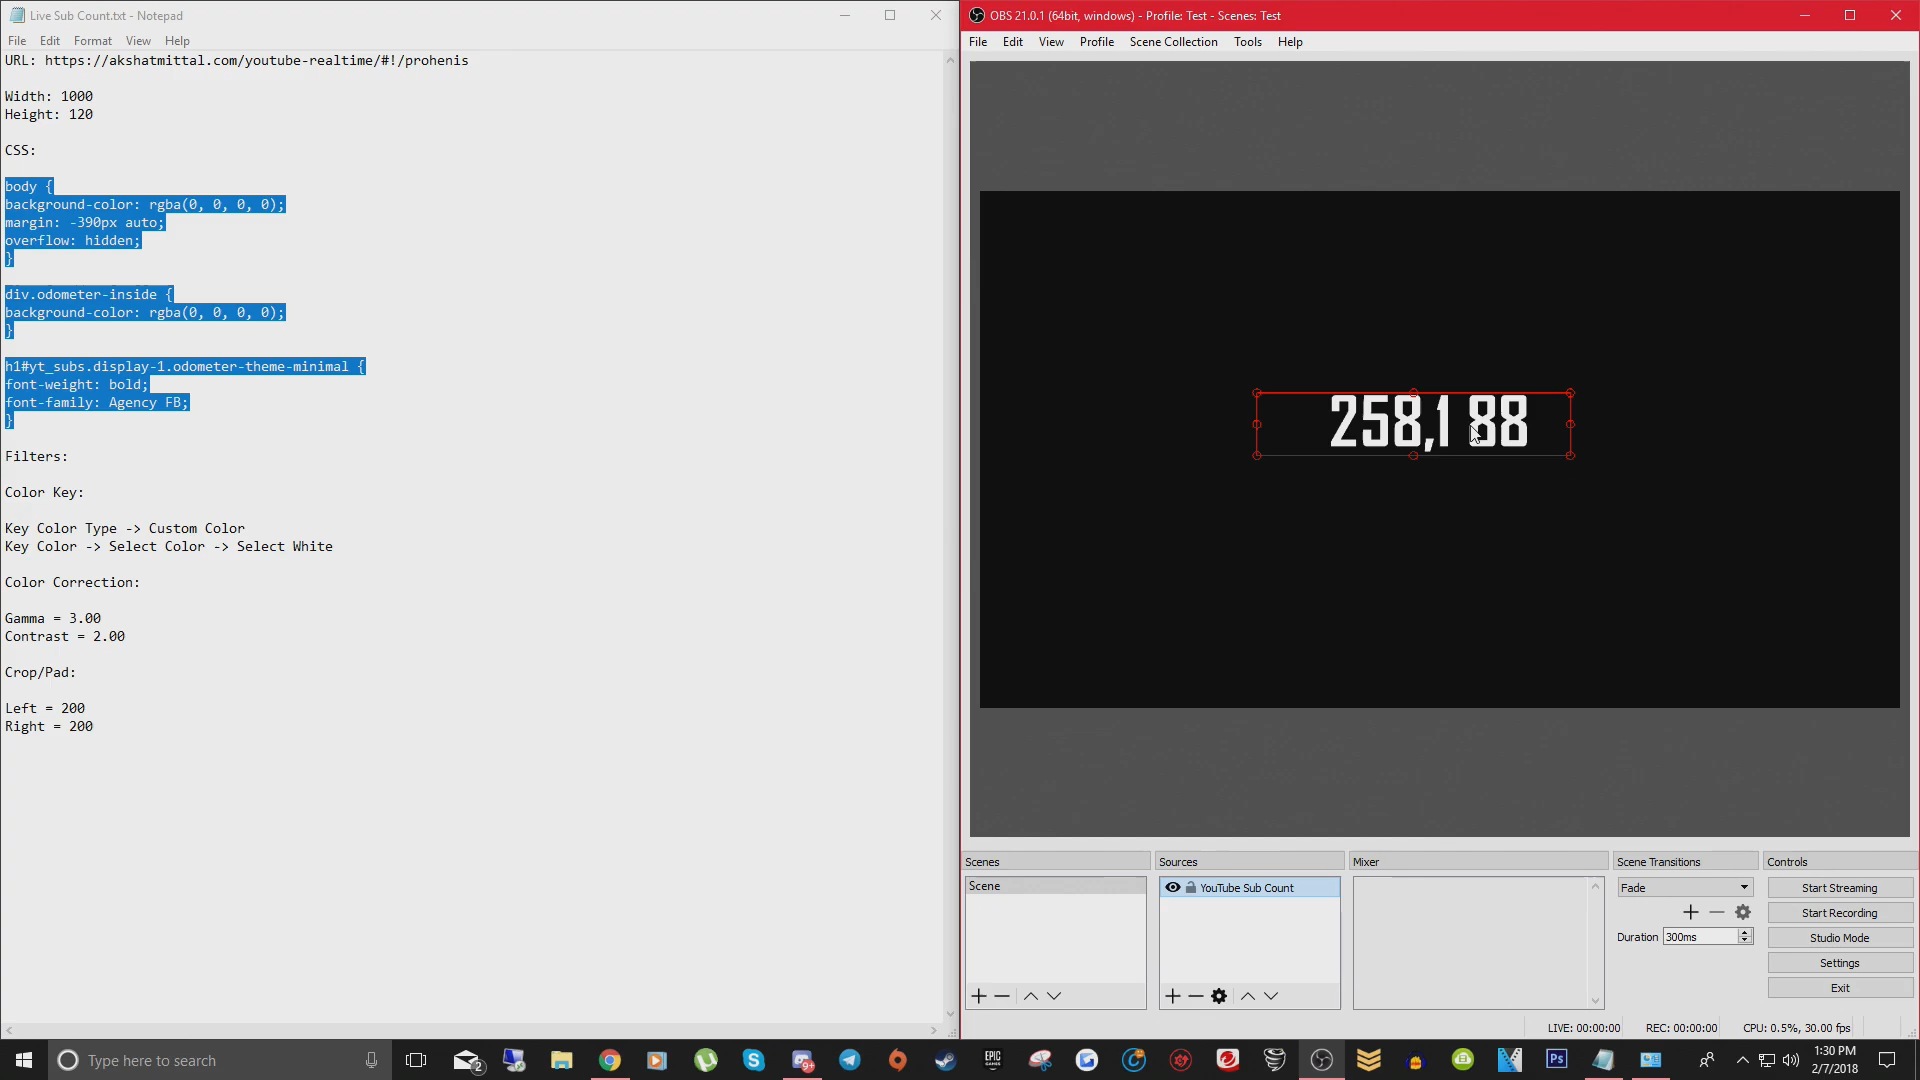 Live Sub Count.txt - Notepad
File Edit Format View Help
URL: https://akshatmittal.com/youtube-realtime/#!/prohenis
Width: 1000
Height: 120
CSS:
body {
background-color: rgba(0, 0, 0, 0);
margin: -390px auto;
overflow: hidden;
}
div.odometer-inside {
background-color: rgba(0, 0, 0, 0);
}
h1#yt_subs.display-1.odometer-theme-minimal {
font-weight: bold;
font-family: Agency FB;
}
Filters:
Color Key:
Key Color Type -> Custom Color
Key Color -> Select Color -> Select White
Color Correction:
Gamma = 3.00
Contrast = 2.00
Crop/Pad:
Left = 200
Right = 200
OBS 21.0.1 (64bit, windows) - Profile: Test - Scenes: Test
File Edit View Profile Scene Collection Tools Help
258,1 88
Scenes
Scene
Sources
YouTube Sub Count
Mixer
Scene Transitions
Fade
Duration 300ms
Controls
Start Streaming
Start Recording
Studio Mode
Settings
Exit
LIVE: 00:00:00 REC: 00:00:00 CPU: 0.5%, 30.00 fps
Type here to search
2
9+
EPIC
GAMES
Ps
1:30 PM
2/7/2018